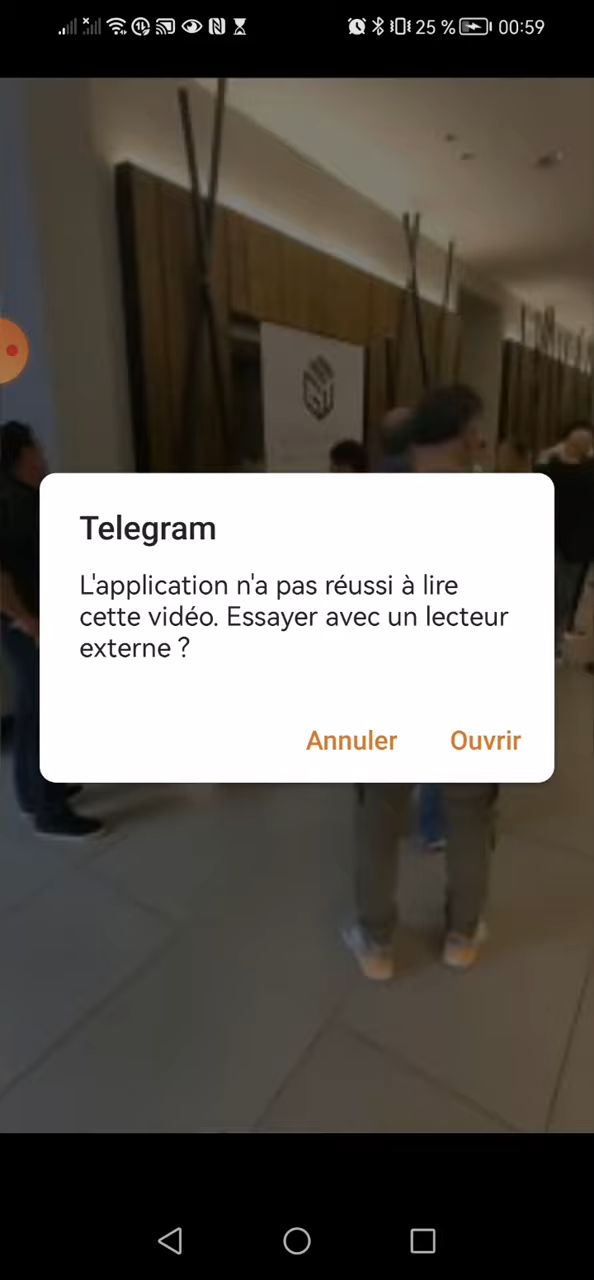 25 % 00:59
Telegram
L'application n'a pas réussi à lire
cette vidéo. Essayer avec un lecteur
externe ?
Annuler Ouvrir